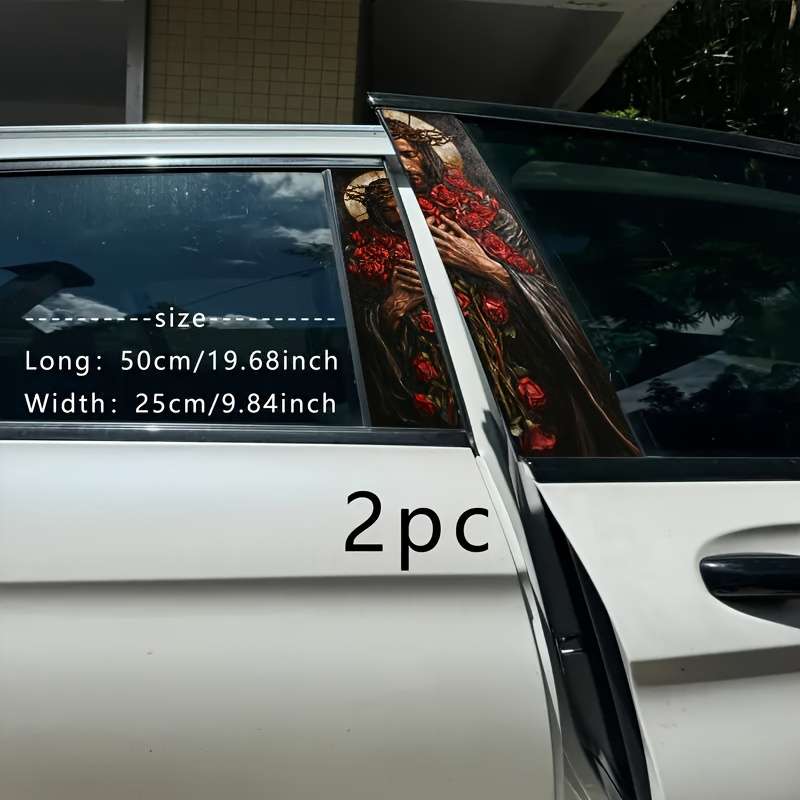 -----------size-----------
Long: 50cm/19.68inch
Width: 25cm/9.84inch
2pc